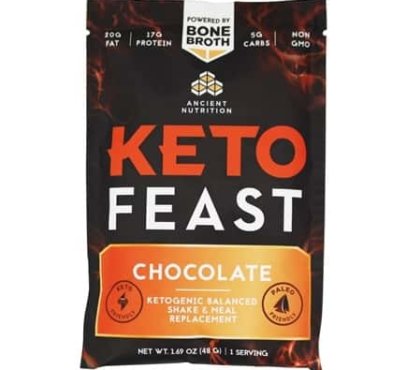 POWERED BY
BONE
BROTH
20G
FAT
17G
PROTEIN
5G
CARBS
NON
GMO
ANCIENT
NUTRITION
KETO
FEAST
CHOCOLATE
KETO
FRIENDLY
KETOGENIC BALANCED
SHAKE & MEAL
REPLACEMENT
PALEO
FRIENDLY
NET WT. 1.69 OZ (48 G) | 1 SERVING